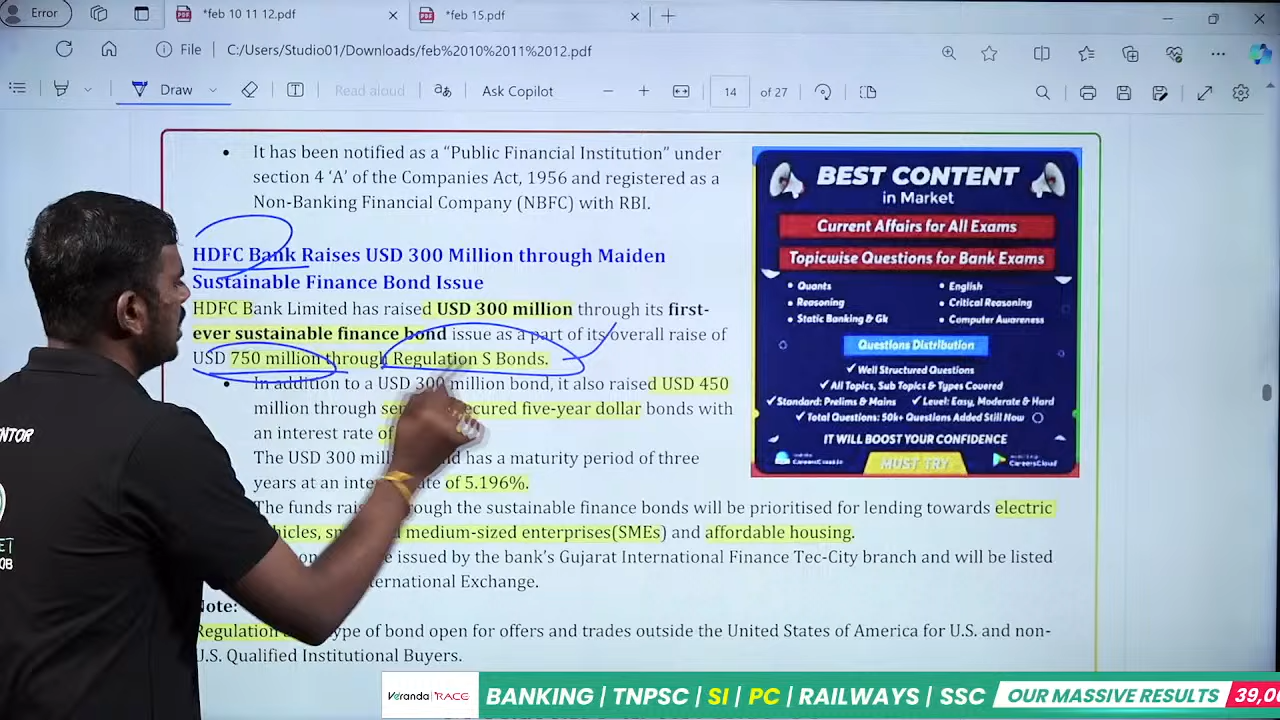 Error
*feb 10 11 12.pdf
*feb 15.pdf
File
C:/Users/Studio01/Downloads/feb%2010%2011%2012.pdf
Draw
Read aloud
Ask Copilot
14
of 27
It has been notified as a “Public Financial Institution” under
section 4 ‘A’ of the Companies Act, 1956 and registered as a
Non-Banking Financial Company (NBFC) with RBI.
HDFC Bank Raises USD 300 Million through Maiden
Sustainable Finance Bond Issue
HDFC Bank Limited has raised USD 300 million through its first-
ever sustainable finance bond issue as a part of its overall raise of
USD 750 million through Regulation S Bonds.
In addition to a USD 300 million bond, it also raised USD 450
million through secured five-year dollar bonds with
an interest rate of
The USD 300 has a maturity period of three
years at an of 5.196%.
The funds through the sustainable finance bonds will be prioritised for lending towards electric
medium-sized enterprises(SMEs) and affordable housing.
issued by the bank’s Gujarat International Finance Tec-City branch and will be listed
Exchange.
Note:
Regulation type of bond open for offers and trades outside the United States of America for U.S. and non-
U.S. Qualified Institutional Buyers.
BEST CONTENT
in Market
Current Affairs for All Exams
Topicwise Questions for Bank Exams
Quants
Reasoning
Static Banking & Gk
English
Critical Reasoning
Computer Awareness
Questions Distribution
Well Structured Questions
All Topics, Sub Topics & Types Covered
Standard: Prelims & Mains
Level: Easy, Moderate & Hard
Total Questions: 50k+ Questions Added Still Now
IT WILL BOOST YOUR CONFIDENCE
MUST TRY
CareersCloud
Veranda RACE
BANKING | TNPSC | SI | PC | RAILWAYS | SSC
OUR MASSIVE RESULTS